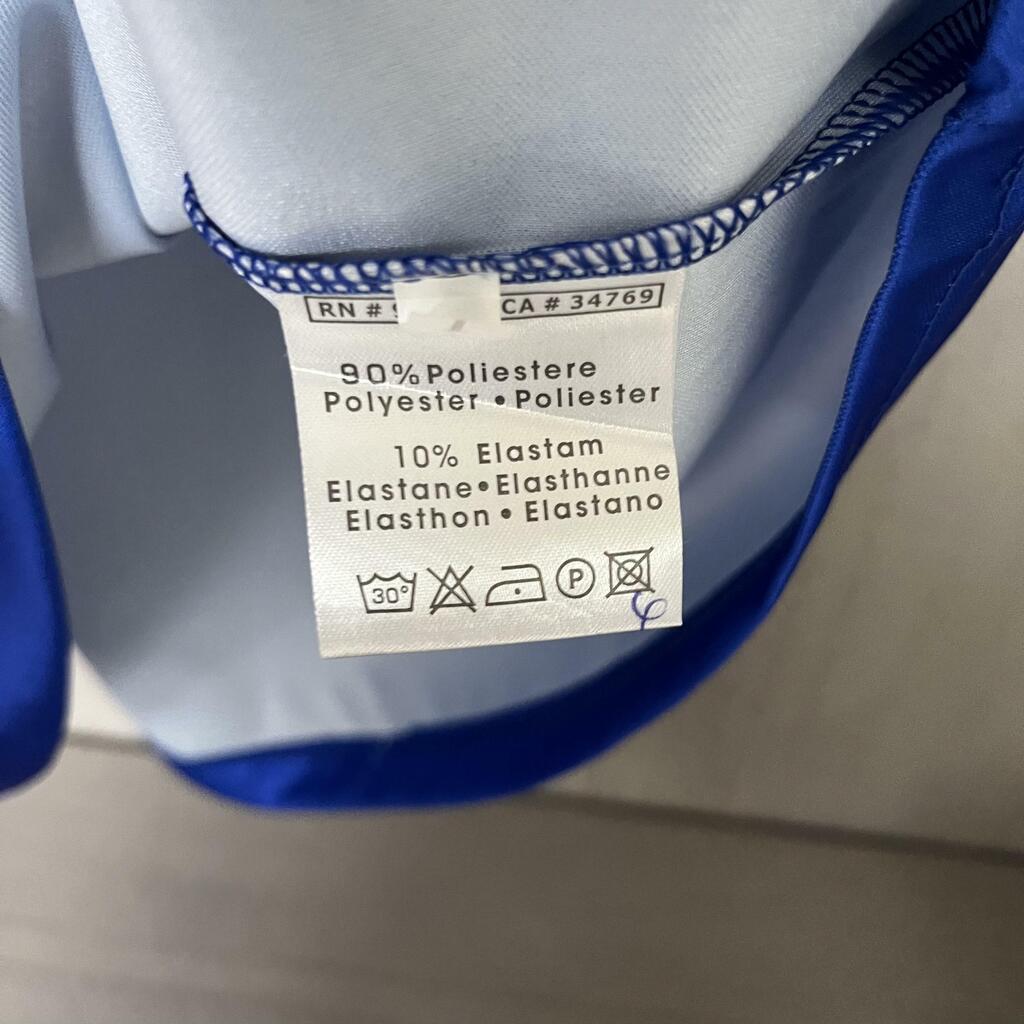 RN # CA # 34769
90% Poliestere
Polyester • Poliester
10% Elastam
Elastane • Elasthanne
Elasthon • Elastano
30°
P